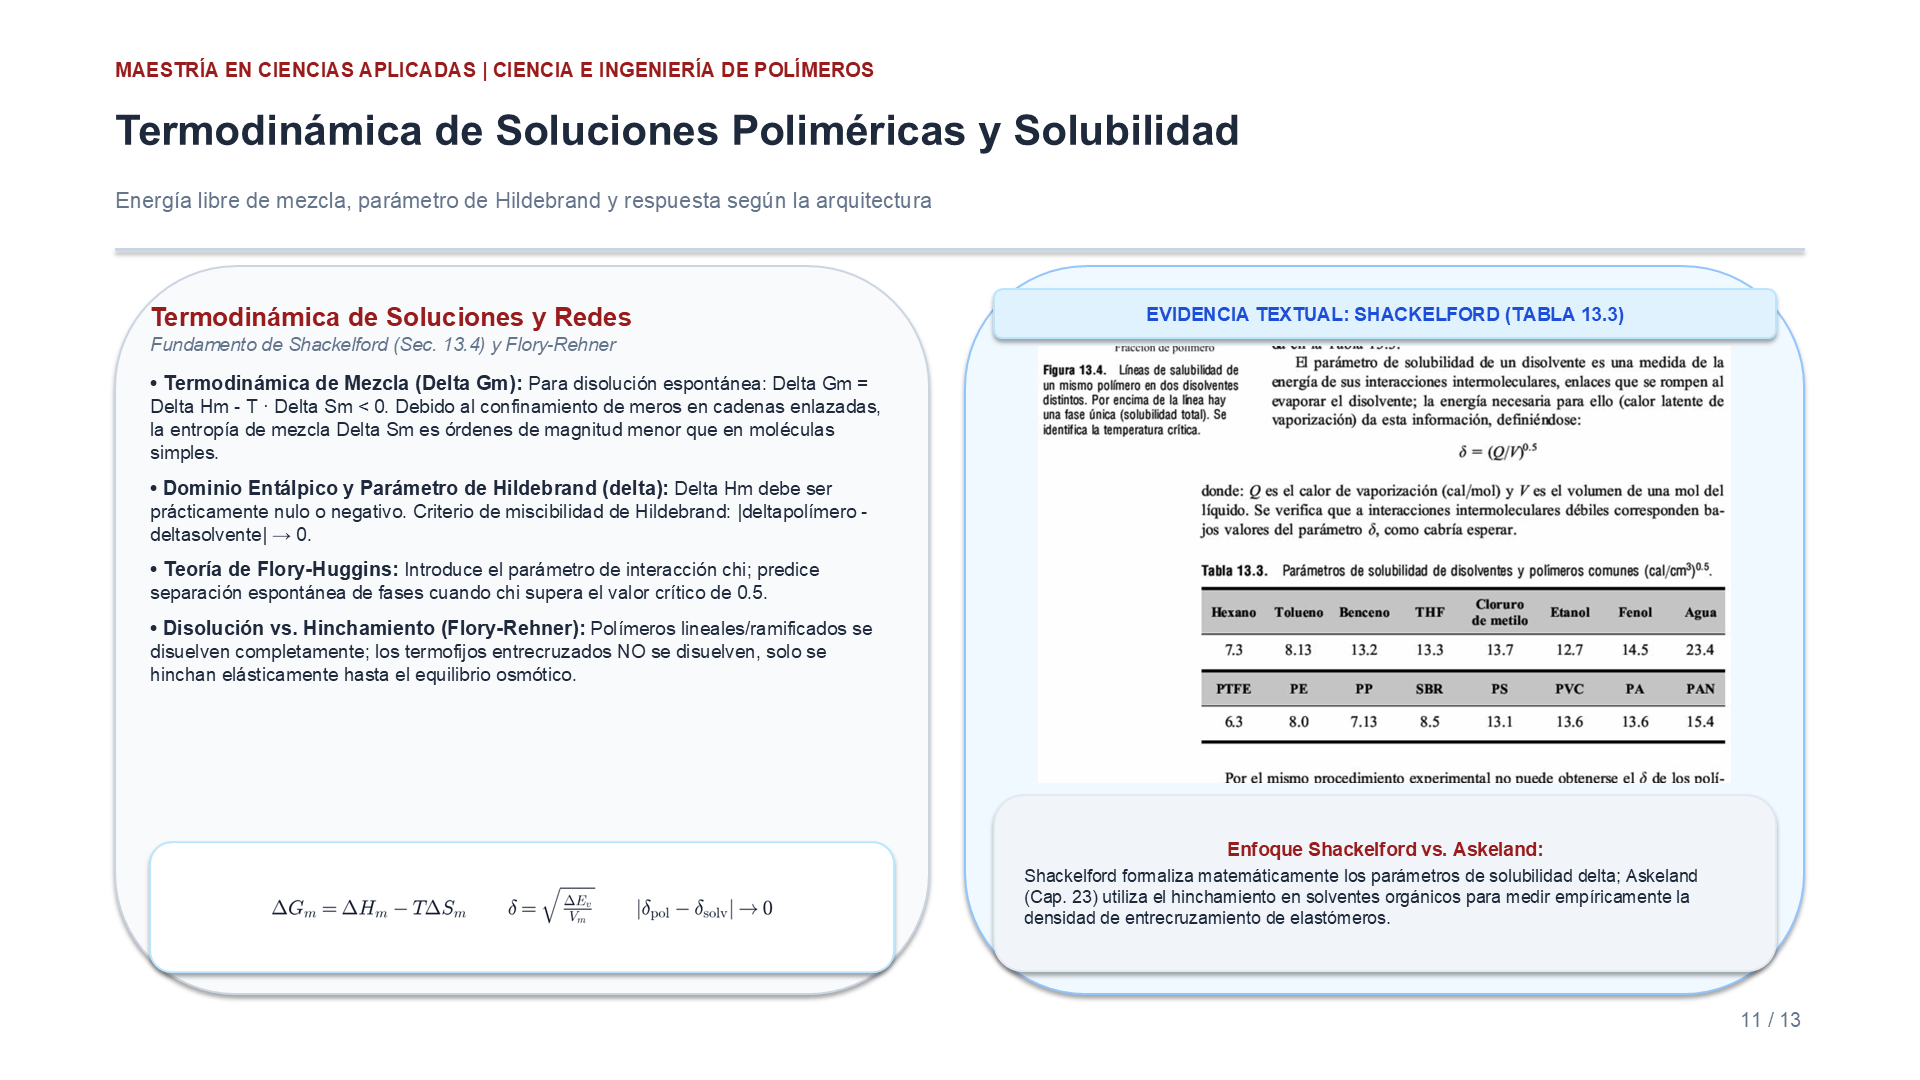 MAESTRÍA EN CIENCIAS APLICADAS | CIENCIA E INGENIERÍA DE POLÍMEROS
Termodinámica de Soluciones Poliméricas y Solubilidad
Energía libre de mezcla, parámetro de Hildebrand y respuesta según la arquitectura
Termodinámica de Soluciones y Redes
Fundamento de Shackelford (Sec. 13.4) y Flory-Rehner
• Termodinámica de Mezcla (Delta Gm): Para disolución espontánea: Delta Gm =
Delta Hm - T · Delta Sm < 0. Debido al confinamiento de meros en cadenas enlazadas,
la entropía de mezcla Delta Sm es órdenes de magnitud menor que en moléculas
simples.
• Dominio Entálpico y Parámetro de Hildebrand (delta): Delta Hm debe ser
prácticamente nulo o negativo. Criterio de miscibilidad de Hildebrand: |deltapolímero -
deltasolvente| → 0.
• Teoría de Flory-Huggins: Introduce el parámetro de interacción chi; predice
separación espontánea de fases cuando chi supera el valor crítico de 0.5.
• Disolución vs. Hinchamiento (Flory-Rehner): Polímeros lineales/ramificados se
disuelven completamente; los termofijos entrecruzados NO se disuelven, solo se
hinchan elásticamente hasta el equilibrio osmótico.
ΔG_m = ΔH_m − TΔS_m δ = √(ΔE_v/V_m) |δ_pol − δ_solv| → 0
EVIDENCIA TEXTUAL: SHACKELFORD (TABLA 13.3)
Fracción de polímero
da en la Tabla 13.3.
Figura 13.4. Líneas de salubilidad de
un mismo polímero en dos disolventes
distintos. Por encima de la línea hay
una fase única (solubilidad total). Se
identifica la temperatura crítica.
El parámetro de solubilidad de un disolvente es una medida de la
energía de sus interacciones intermoleculares, enlaces que se rompen al
evaporar el disolvente; la energía necesaria para ello (calor latente de
vaporización) da esta información, definiéndose:
δ = (Q/V)^0.5
donde: Q es el calor de vaporización (cal/mol) y V es el volumen de una mol del
líquido. Se verifica que a interacciones intermoleculares débiles corresponden ba-
jos valores del parámetro δ, como cabría esperar.
Tabla 13.3. Parámetros de solubilidad de disolventes y polímeros comunes (cal/cm³)^0.5.
Hexano Tolueno Benceno THF Cloruro de metilo Etanol Fenol Agua
7.3 8.13 13.2 13.3 13.7 12.7 14.5 23.4
PTFE PE PP SBR PS PVC PA PAN
6.3 8.0 7.13 8.5 13.1 13.6 13.6 15.4
Por el mismo procedimiento experimental no puede obtenerse el δ de los polí-
Enfoque Shackelford vs. Askeland:
Shackelford formaliza matemáticamente los parámetros de solubilidad delta; Askeland
(Cap. 23) utiliza el hinchamiento en solventes orgánicos para medir empíricamente la
densidad de entrecruzamiento de elastómeros.
11 / 13